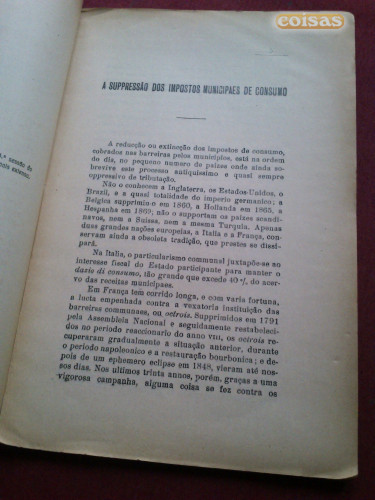 coisas
A SUPPRESSÃO DOS IMPOSTOS MUNICIPAES DE CONSUMO
A reducção ou extincção dos impostos de consumo,
cobrados nas barreiras pelos municipios, está na ordem
do dia, no pequeno numero de paizes onde ainda so-
brevive esse processo antiquissimo e quasi sempre
oppressivo de tributação.
Não o conhecem a Inglaterra, os Estados-Unidos, o
Brazil, e a quasi totalidade do imperio germanico; a
Belgica supprimiu-o em 1860, a Hollanda em 1865, a
Hespanha em 1869; não o supportam os paizes scandi-
navos, nem a Suissa, nem a mesma Turquia. Apenas
duas grandes nações europeias, a Italia e a França, con-
servam ainda a obsoleta tradição, que prestes se dissi-
pará.
Na Italia, o particularismo communal juxtapõe-se ao
interesse fiscal do Estado participante para manter o
dazio di consumo, tão grande que excede 40 %, do acer-
vo das receitas municipaes.
Em França tem corrido longa, e com varia fortuna,
a lucta empenhada contra a vexatoria instituição das
barreiras communaes, ou octrois. Supprimidos em 1791
pela Assembleia Nacional e seguidamente restabeleci-
dos no periodo reaccionario do anno VIII, os octrois re-
cuperaram gradualmente a situação anterior, durante
o periodo napoleonico e a restauração bourbonica; e de-
pois de um ephemero eclipse em 1848, vieram até nos-
sos dias. Nos ultimos trinta annos, porém, graças a uma
vigorosa campanha, alguma coisa se fez contra os